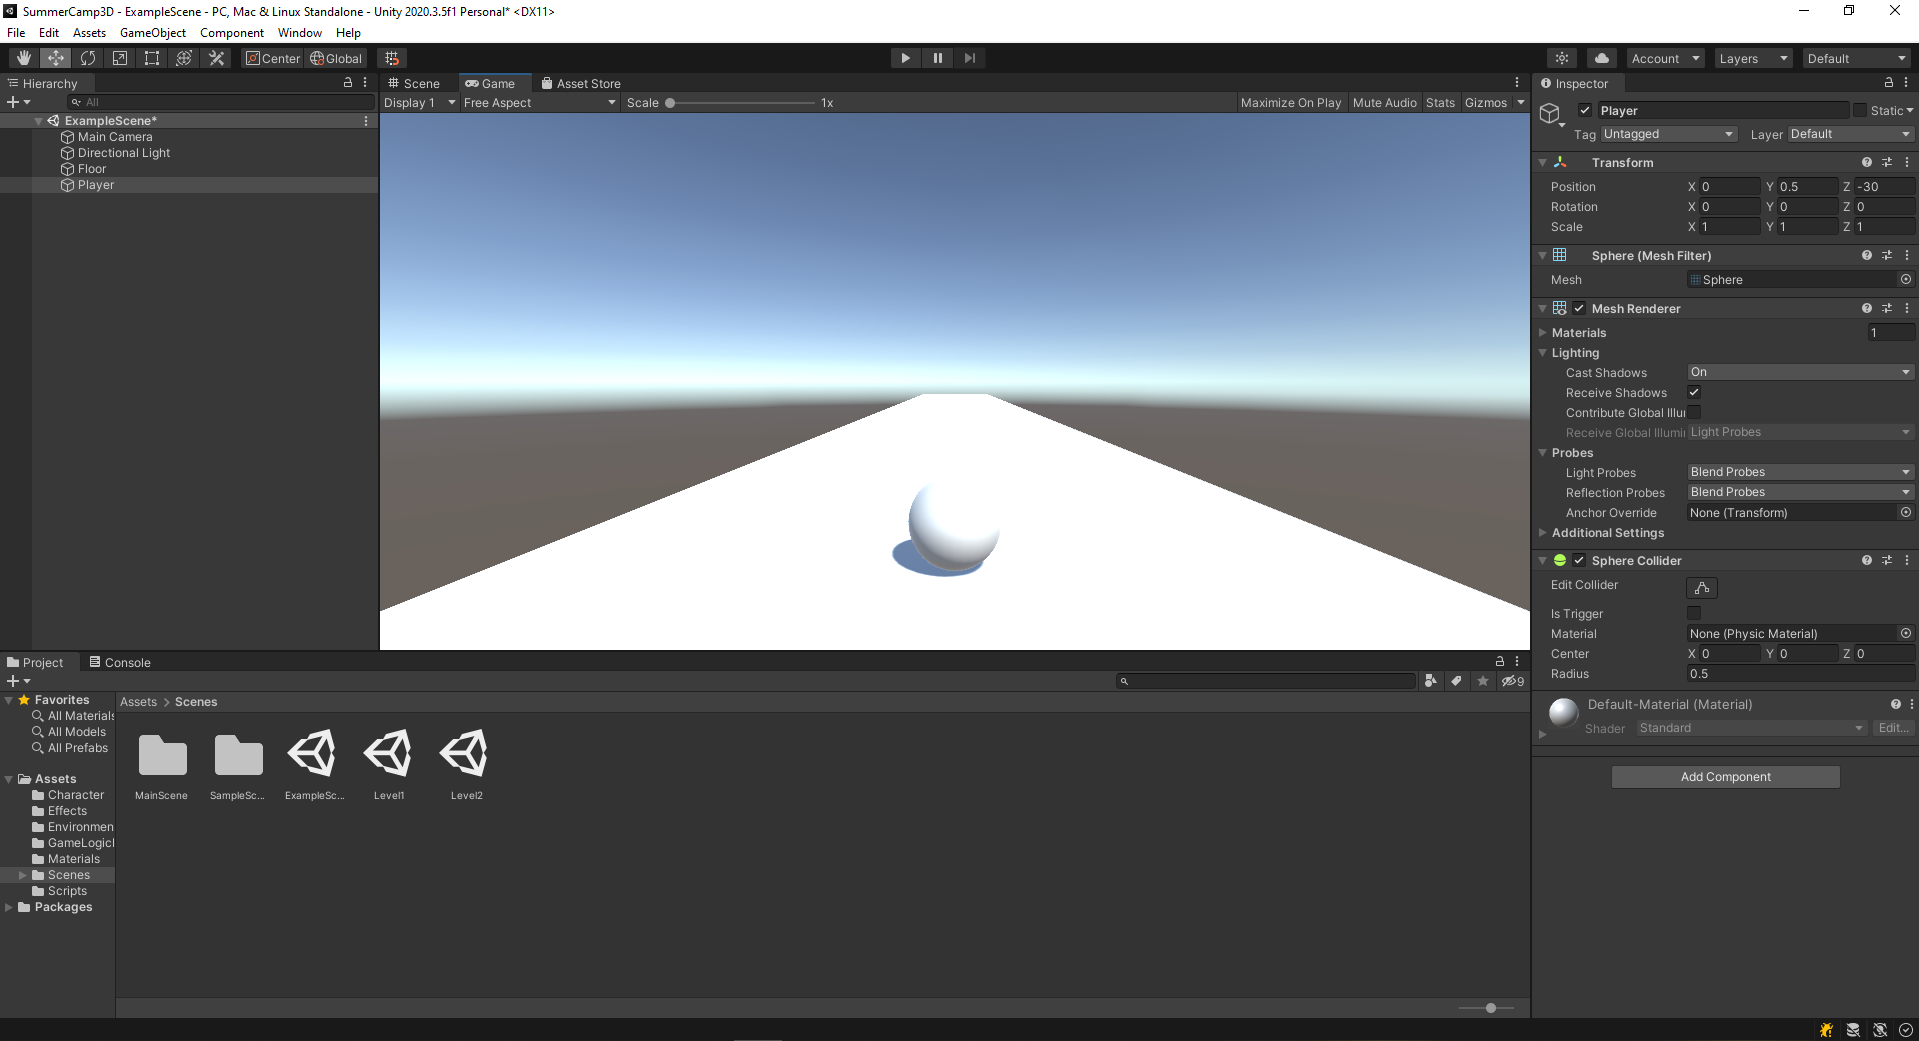 SummerCamp3D - ExampleScene - PC, Mac & Linux Standalone - Unity 2020.3.5f1 Personal* <DX11>
File Edit Assets GameObject Component Window Help
Center Global Account Layers Default
Hierarchy
All
ExampleScene*
Main Camera
Directional Light
Floor
Player
Scene Game Asset Store
Display 1 Free Aspect Scale 1x Maximize On Play Mute Audio Stats Gizmos
Inspector
Player Static
Tag Untagged Layer Default
Transform
Position X 0 Y 0.5 Z -30
Rotation X 0 Y 0 Z 0
Scale X 1 Y 1 Z 1
Sphere (Mesh Filter)
Mesh Sphere
Mesh Renderer
Materials 1
Lighting
Cast Shadows On
Receive Shadows
Contribute Global Illu
Receive Global Illumi Light Probes
Probes
Light Probes Blend Probes
Reflection Probes Blend Probes
Anchor Override None (Transform)
Additional Settings
Sphere Collider
Edit Collider
Is Trigger
Material None (Physic Material)
Center X 0 Y 0 Z 0
Radius 0.5
Default-Material (Material)
Shader Standard Edit...
Add Component
Project Console
9
Favorites
All Materials
All Models
All Prefabs
Assets
Character
Effects
Environmen
GameLogicI
Materials
Scenes
Scripts
Packages
Assets > Scenes
MainScene SampleSc... ExampleSc... Level1 Level2